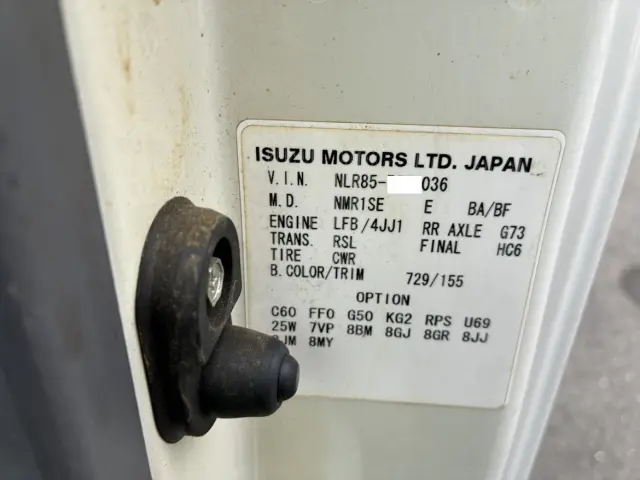 ISUZU MOTORS LTD. JAPAN
V.I.N. NLR85- 036
M.D. NMR1SE E BA/BF
ENGINE LFB/4JJ1 RR AXLE G73
TRANS. RSL FINAL HC6
TIRE CWR
B.COLOR/TRIM 729/155
OPTION
C60 FF0 G50 KG2 RPS U69
25W 7VP 8BM 8GJ 8GR 8JJ
8MY